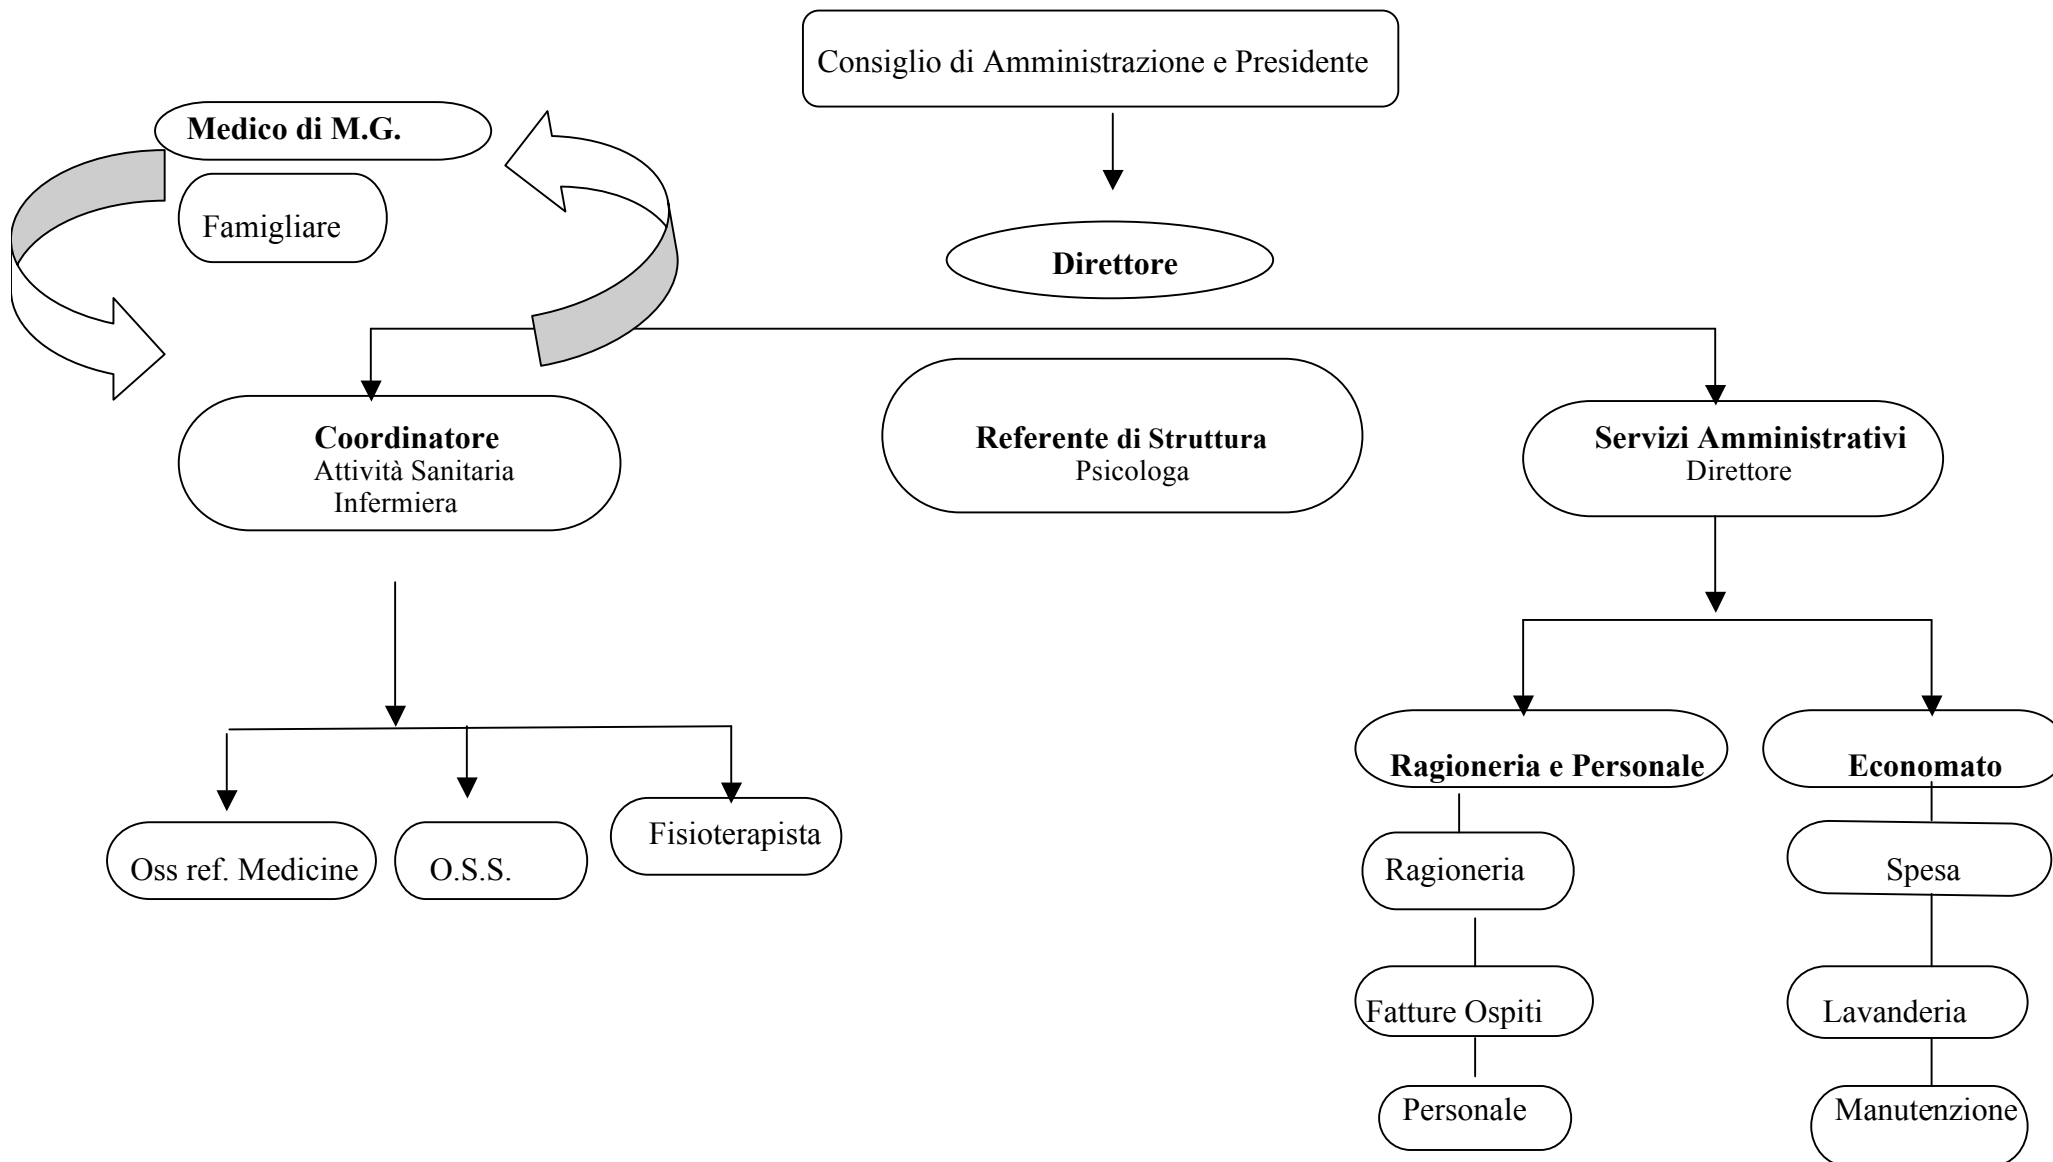 Consiglio di Amministrazione e Presidente
Medico di M.G.
Famigliare
Direttore
Coordinatore
Attività Sanitaria
Infermiera
Referente di Struttura
Psicologa
Servizi Amministrativi
Direttore
Ragioneria e Personale
Economato
Oss ref. Medicine
O.S.S.
Fisioterapista
Ragioneria
Spesa
Fatture Ospiti
Lavanderia
Personale
Manutenzione